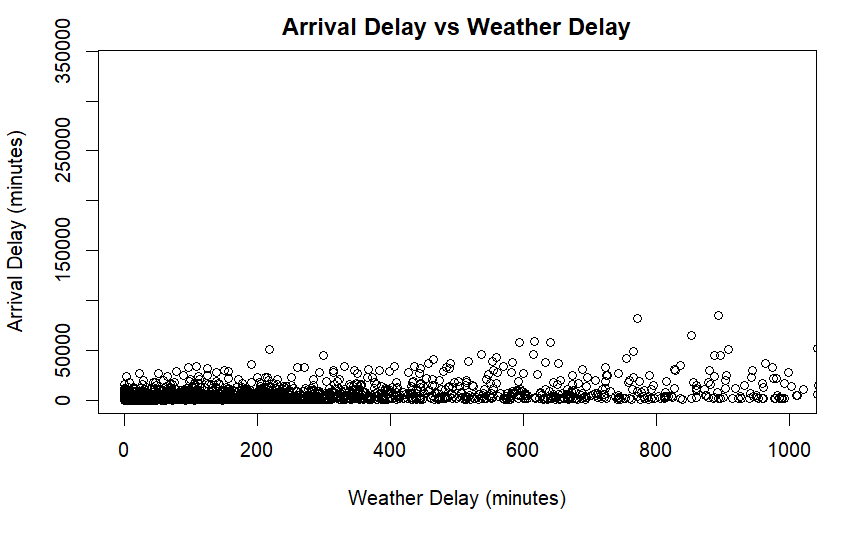 Arrival Delay vs Weather Delay
Arrival Delay (minutes)
350000
250000
150000
50000
0
0 200 400 600 800 1000
Weather Delay (minutes)